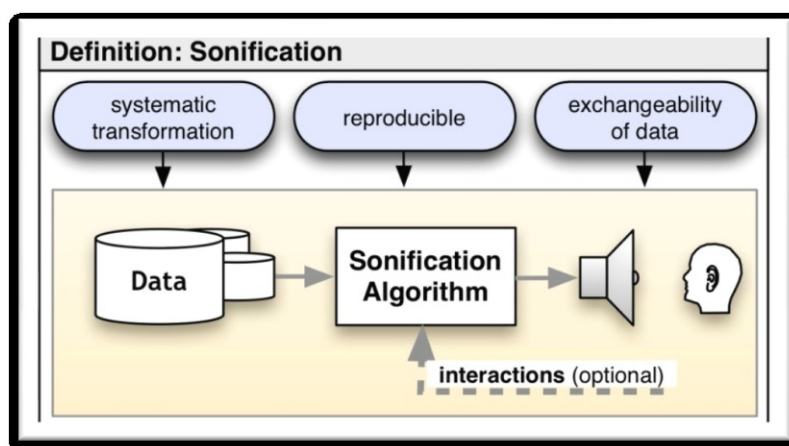 Definition: Sonification
systematic
transformation
reproducible
exchangeability
of data
Data
Sonification
Algorithm
interactions (optional)